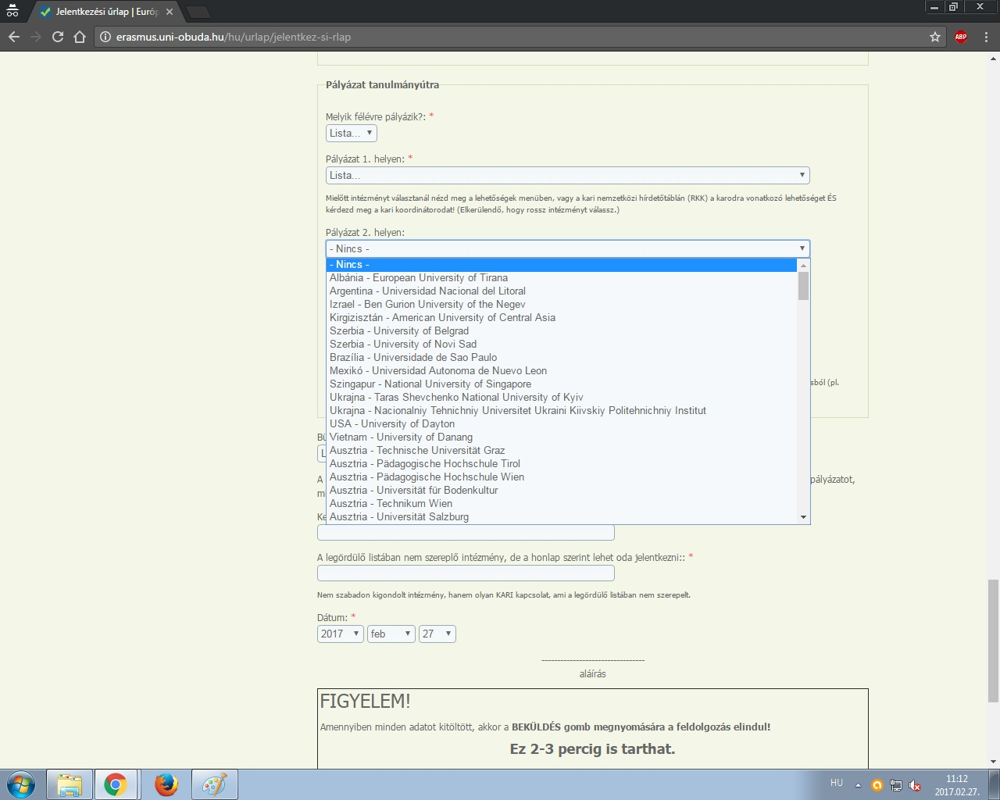 Jelentkezési űrlap | Európ
erasmus.uni-obuda.hu/hu/urlap/jelentkez-si-rlap
ABP
Pályázat tanulmányútra
Melyik félévre pályázik?: *
Lista...
Pályázat 1. helyen: *
Lista...
Mielőtt intézményt választanál nézd meg a lehetőségek menüben, vagy a kari nemzetközi hírdetőtáblán (RKK) a karodra vonatkozó lehetőséget ÉS
kérdezd meg a kari koordinátorodat! (Elkerülendő, hogy rossz intézményt válassz.)
Pályázat 2. helyen:
- Nincs -
- Nincs -
Albánia - European University of Tirana
Argentina - Universidad Nacional del Litoral
Izrael - Ben Gurion University of the Negev
Kirgizisztán - American University of Central Asia
Szerbia - University of Belgrad
Szerbia - University of Novi Sad
Brazília - Universidade de Sao Paulo
Mexikó - Universidad Autonoma de Nuevo Leon
Szingapur - National University of Singapore
sból (pl.
Ukrajna - Taras Shevchenko National University of Kyiv
Ukrajna - Nacionalniy Tehnichniy Universitet Ukraini Kiivskiy Politehnichniy Institut
USA - University of Dayton
Vietnam - University of Danang
Bü
Ausztria - Technische Universität Graz
L
Ausztria - Pädagogische Hochschule Tirol
Ausztria - Pädagogische Hochschule Wien
A pályázatot,
Ausztria - Universität für Bodenkultur
m
Ausztria - Technikum Wien
Ausztria - Universität Salzburg
Ke
A legördülő listában nem szereplő intézmény, de a honlap szerint lehet oda jelentkezni:: *
Nem szabadon kigondolt intézmény, hanem olyan KARI kapcsolat, ami a legördülő listában nem szerepelt.
Dátum: *
2017 feb 27
---------------------------------
aláírás
FIGYELEM!
Amennyiben minden adatot kitöltött, akkor a BEKÜLDÉS gomb megnyomására a feldolgozás elindul!
Ez 2-3 percig is tarthat.
HU
11:12
2017.02.27.